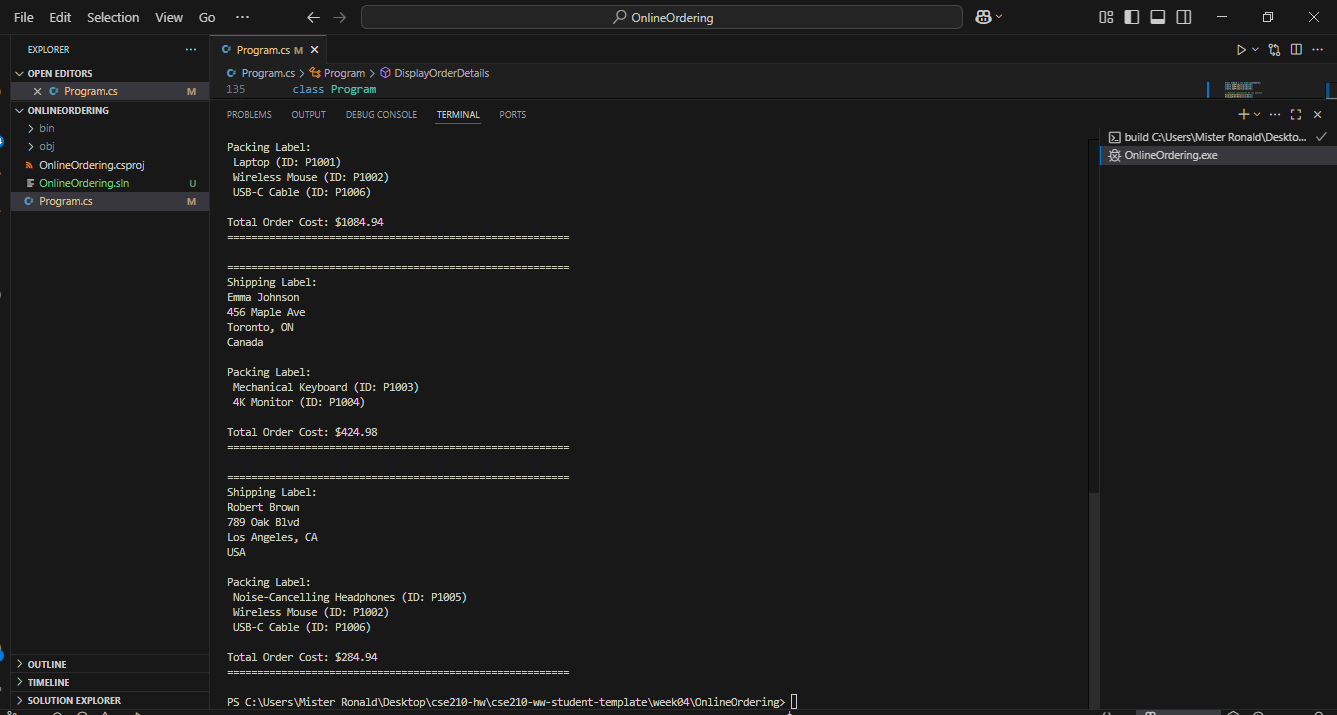 File Edit Selection View Go ··· OnlineOrdering
EXPLORER ···
OPEN EDITORS
Program.cs M
ONLINEORDERING
bin
obj
OnlineOrdering.csproj
OnlineOrdering.sln U
Program.cs M
OUTLINE
TIMELINE
SOLUTION EXPLORER
Program.cs M
Program.cs > Program > DisplayOrderDetails
135 class Program
PROBLEMS OUTPUT DEBUG CONSOLE TERMINAL PORTS
Packing Label:
Laptop (ID: P1001)
Wireless Mouse (ID: P1002)
USB-C Cable (ID: P1006)
Total Order Cost: $1084.94
=========================================================
=========================================================
Shipping Label:
Emma Johnson
456 Maple Ave
Toronto, ON
Canada
Packing Label:
Mechanical Keyboard (ID: P1003)
4K Monitor (ID: P1004)
Total Order Cost: $424.98
=========================================================
=========================================================
Shipping Label:
Robert Brown
789 Oak Blvd
Los Angeles, CA
USA
Packing Label:
Noise-Cancelling Headphones (ID: P1005)
Wireless Mouse (ID: P1002)
USB-C Cable (ID: P1006)
Total Order Cost: $284.94
=========================================================
PS C:\Users\Mister Ronald\Desktop\cse210-hw\cse210-ww-student-template\week04\OnlineOrdering>
build C:\Users\Mister Ronald\Deskto...
OnlineOrdering.exe